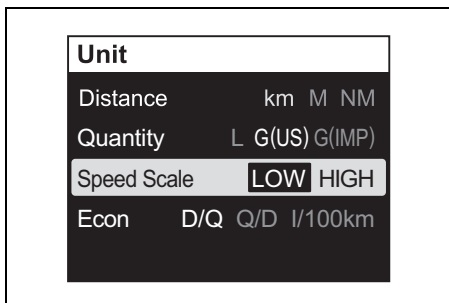 Unit
Distance km M NM
Quantity L G(US) G(IMP)
Speed Scale LOW HIGH
Econ D/Q Q/D l/100km